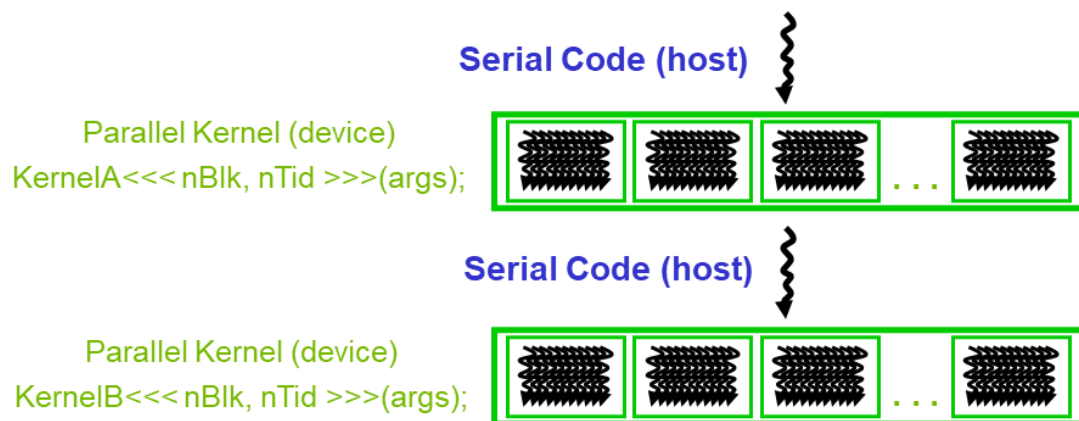 Serial Code (host)
Parallel Kernel (device)
KernelA<<< nBlk, nTid >>>(args);
. . .
Serial Code (host)
Parallel Kernel (device)
KernelB<<< nBlk, nTid >>>(args);
. . .